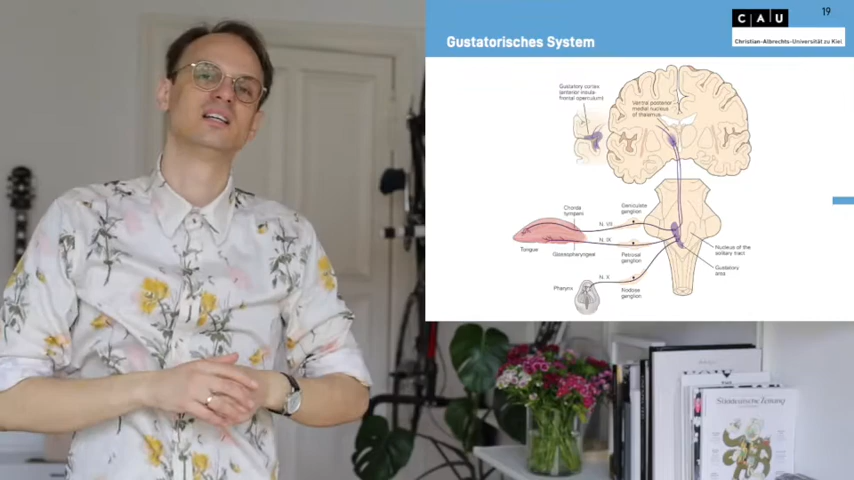 19
CAU
Christian-Albrechts-Universität zu Kiel
Gustatorisches System
Gustatory cortex
(anterior insula-
frontal operculum)
Ventral posterior
medial nucleus
of thalamus
Chorda
tympani
Geniculate
ganglion
N. VII
Tongue
Glossopharyngeal
N. IX
Petrosal
ganglion
Nucleus of the
solitary tract
Gustatory
area
Pharynx
N. X
Nodose
ganglion
YOU
Süddeutsche Zeitung